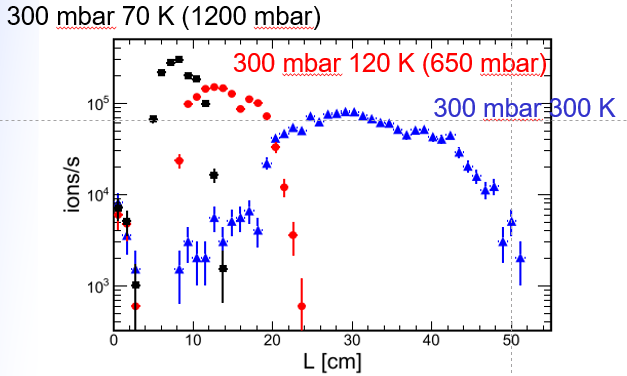 300 mbar 70 K (1200 mbar)
300 mbar 120 K (650 mbar)
300 mbar 300 K
ions/s
10⁵
10⁴
10³
0 10 20 30 40 50
L [cm]